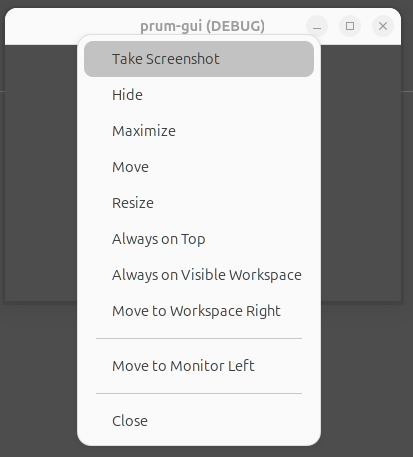 prum-gui (DEBUG)
Take Screenshot
Hide
Maximize
Move
Resize
Always on Top
Always on Visible Workspace
Move to Workspace Right
Move to Monitor Left
Close